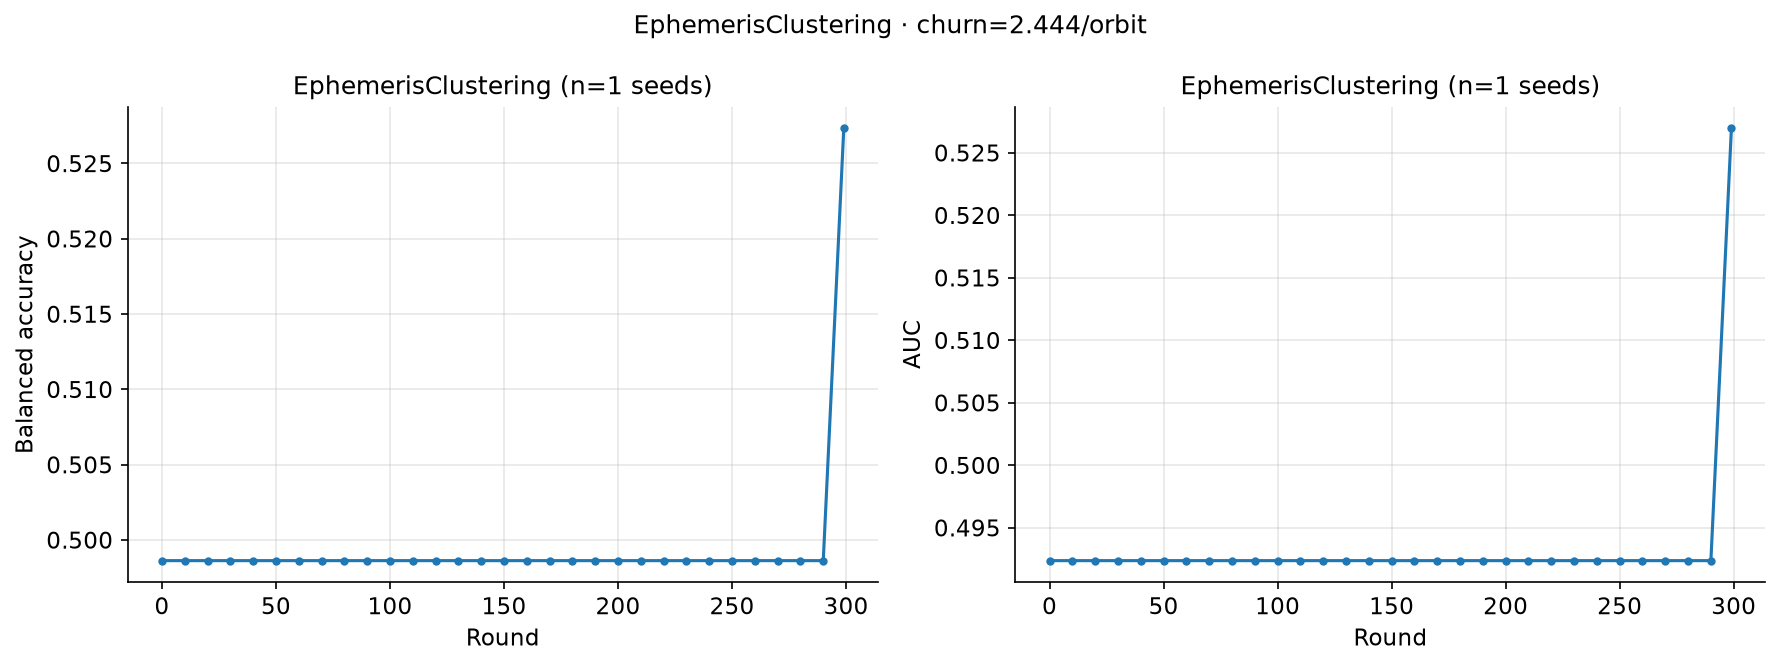 EphemerisClustering · churn=2.444/orbit
EphemerisClustering (n=1 seeds)
Balanced accuracy
0.525
0.520
0.515
0.510
0.505
0.500
0 50 100 150 200 250 300
Round
EphemerisClustering (n=1 seeds)
AUC
0.525
0.520
0.515
0.510
0.505
0.500
0.495
0 50 100 150 200 250 300
Round